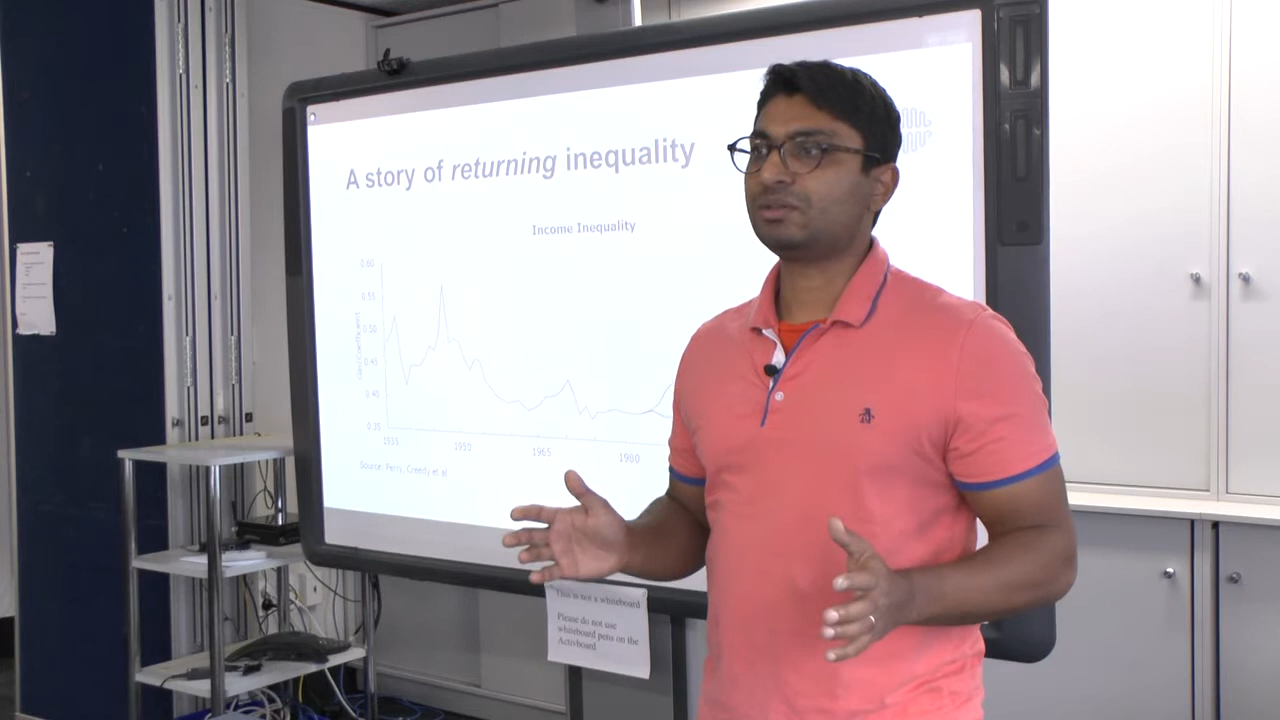 A story of returning inequality
Income Inequality
0.60
0.55
0.50
0.45
0.40
0.35
Gini Coefficient
1935 1950 1965 1980
Source: Perry, Creedy et al
This is not a whiteboard
Please do not use
whiteboard pens on the
Activboard